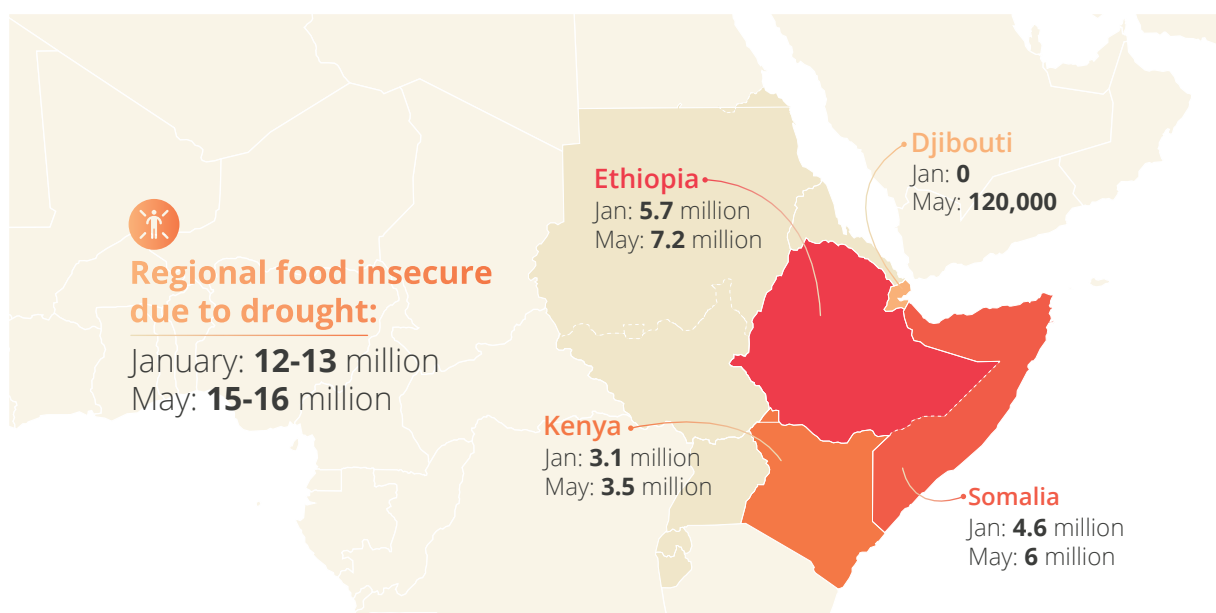 Regional food insecure
due to drought:
January: 12-13 million
May: 15-16 million
Ethiopia
Jan: 5.7 million
May: 7.2 million
Djibouti
Jan: 0
May: 120,000
Kenya
Jan: 3.1 million
May: 3.5 million
Somalia
Jan: 4.6 million
May: 6 million